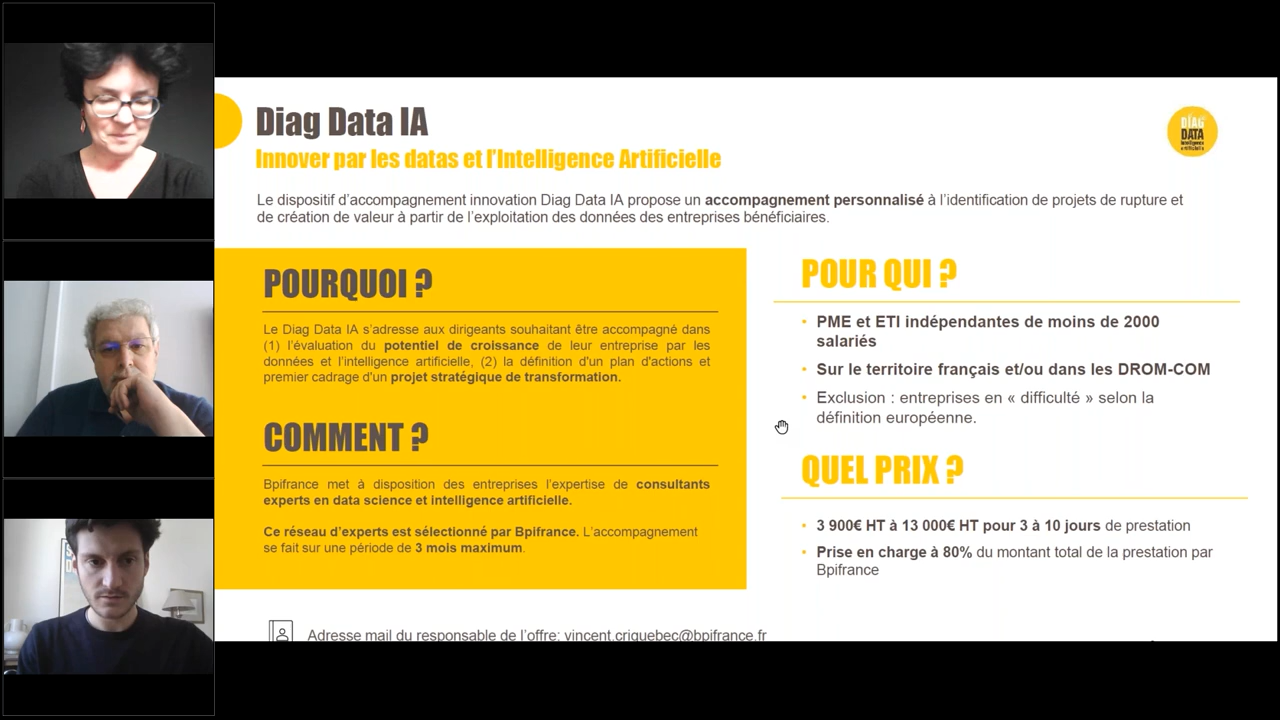 Diag Data IA
Innover par les datas et l'Intelligence Artificielle
DIAG
DATA
Intelligence
Artificielle
Le dispositif d'accompagnement innovation Diag Data IA propose un accompagnement personnalisé à l'identification de projets de rupture et
de création de valeur à partir de l'exploitation des données des entreprises bénéficiaires.
POURQUOI ?
Le Diag Data IA s'adresse aux dirigeants souhaitant être accompagné dans
(1) l'évaluation du potentiel de croissance de leur entreprise par les
données et l'intelligence artificielle, (2) la définition d'un plan d'actions et
premier cadrage d'un projet stratégique de transformation.
COMMENT ?
Bpifrance met à disposition des entreprises l'expertise de consultants
experts en data science et intelligence artificielle.
Ce réseau d'experts est sélectionné par Bpifrance. L'accompagnement
se fait sur une période de 3 mois maximum.
POUR QUI ?
• PME et ETI indépendantes de moins de 2000
salariés
• Sur le territoire français et/ou dans les DROM-COM
• Exclusion : entreprises en « difficulté » selon la
définition européenne.
QUEL PRIX ?
• 3 900€ HT à 13 000€ HT pour 3 à 10 jours de prestation
• Prise en charge à 80% du montant total de la prestation par
Bpifrance
Adresse mail du responsable de l'offre: vincent.criquebec@bpifrance.fr